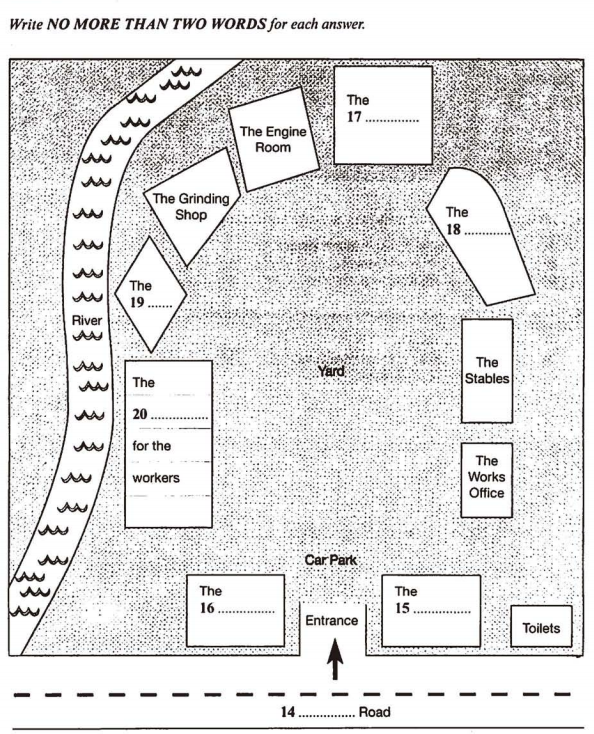 Write NO MORE THAN TWO WORDS for each answer.
The
17 ..............
The Engine
Room
The Grinding
Shop
The
18 ............
The
19 ......
River
The
20 ..............
for the
workers
Yard
The
Stables
The
Works
Office
Car Park
The
16 ..............
Entrance
The
15 ..............
Toilets
14 ................ Road